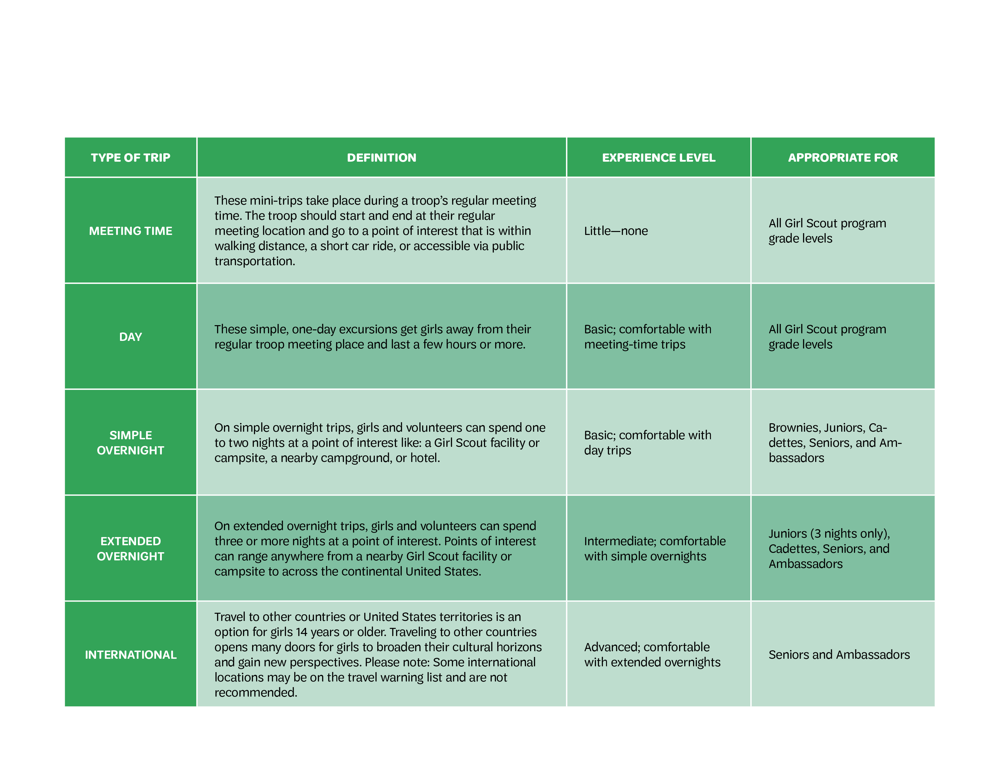 TYPE OF TRIP
DEFINITION
EXPERIENCE LEVEL
APPROPRIATE FOR
MEETING TIME
These mini-trips take place during a troop’s regular meeting
time. The troop should start and end at their regular
meeting location and go to a point of interest that is within
walking distance, a short car ride, or accessible via public
transportation.
Little—none
All Girl Scout program
grade levels
DAY
These simple, one-day excursions get girls away from their
regular troop meeting place and last a few hours or more.
Basic; comfortable with
meeting-time trips
All Girl Scout program
grade levels
SIMPLE
OVERNIGHT
On simple overnight trips, girls and volunteers can spend one
to two nights at a point of interest like: a Girl Scout facility or
campsite, a nearby campground, or hotel.
Basic; comfortable with
day trips
Brownies, Juniors, Ca-
dettes, Seniors, and Am-
bassadors
EXTENDED
OVERNIGHT
On extended overnight trips, girls and volunteers can spend
three or more nights at a point of interest. Points of interest
can range anywhere from a nearby Girl Scout facility or
campsite to across the continental United States.
Intermediate; comfortable
with simple overnights
Juniors (3 nights only),
Cadettes, Seniors, and
Ambassadors
INTERNATIONAL
Travel to other countries or United States territories is an
option for girls 14 years or older. Traveling to other countries
opens many doors for girls to broaden their cultural horizons
and gain new perspectives. Please note: Some international
locations may be on the travel warning list and are not
recommended.
Advanced; comfortable
with extended overnights
Seniors and Ambassadors